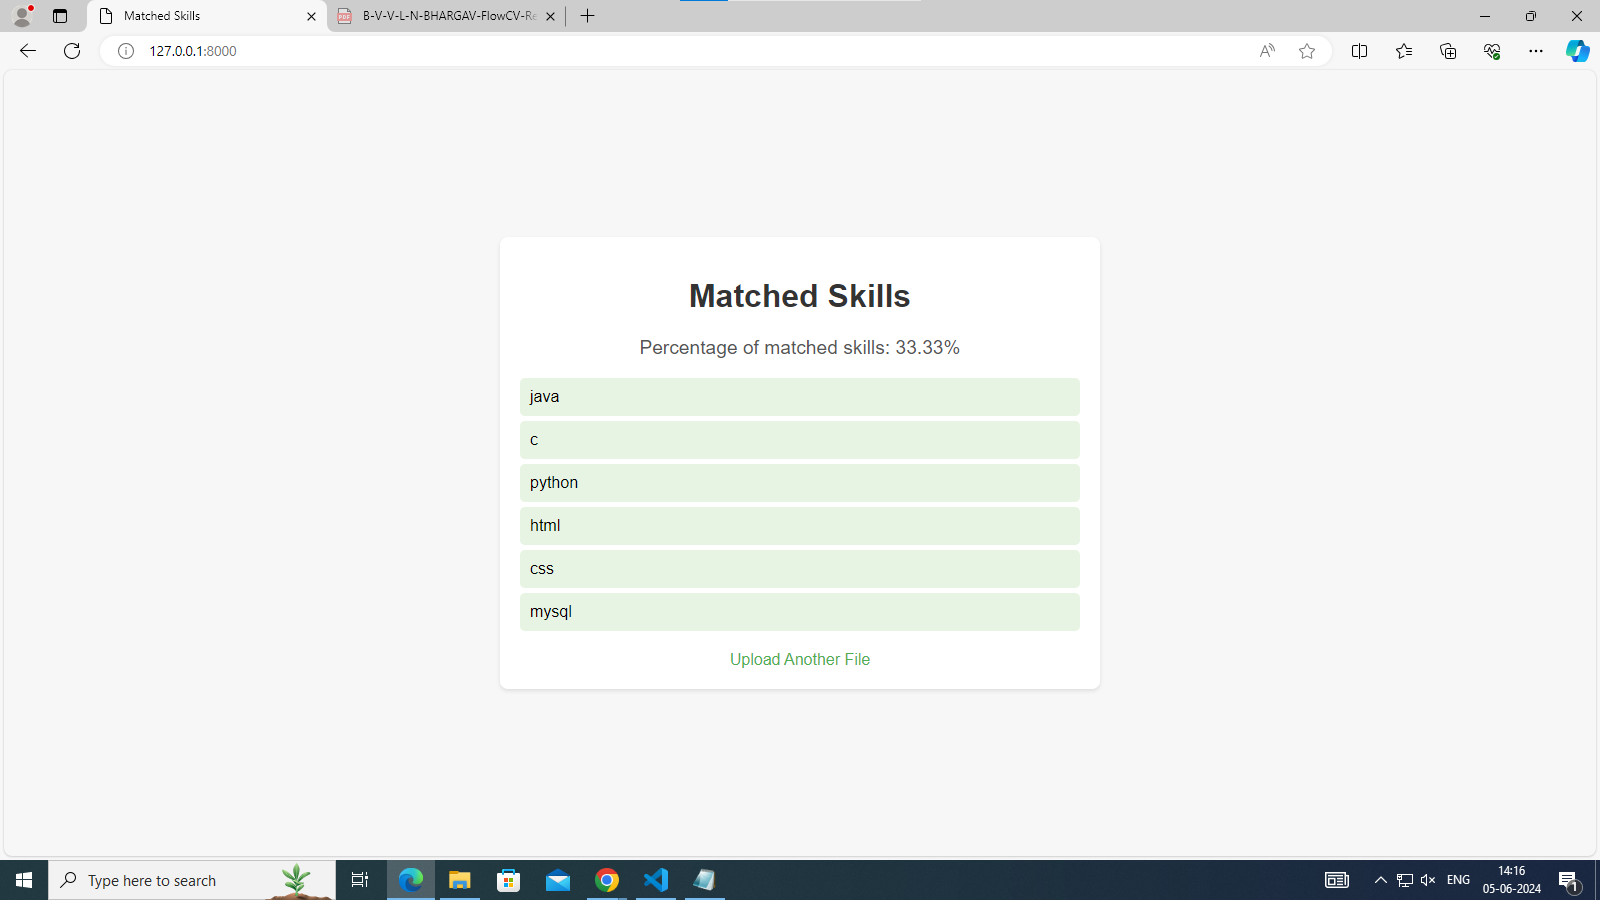 Matched Skills
B-V-V-L-N-BHARGAV-FlowCV-Re
127.0.0.1:8000
Matched Skills
Percentage of matched skills: 33.33%
java
c
python
html
css
mysql
Upload Another File
Type here to search
ENG
14:16
05-06-2024
1